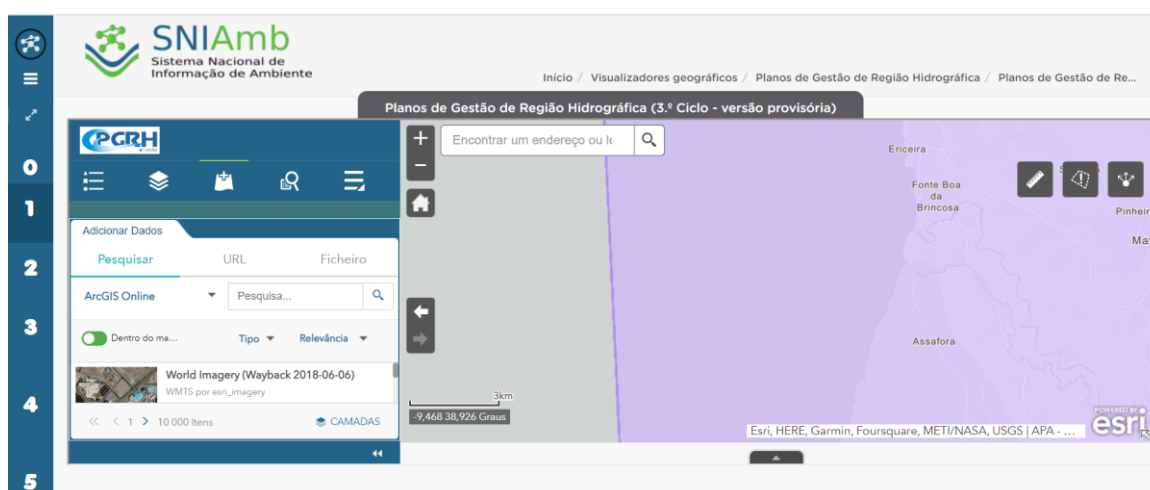 SNIAmb
Sistema Nacional de
Informação de Ambiente
Início / Visualizadores geográficos / Planos de Gestão de Região Hidrográfica / Planos de Gestão de Re...
Planos de Gestão de Região Hidrográfica (3.º Ciclo - versão provisória)
PGRH
+
Encontrar um endereço ou lo
−
0
1
2
3
4
5
Adicionar Dados
Pesquisar URL Ficheiro
ArcGIS Online Pesquisa...
Dentro do ma... Tipo Relevância
World Imagery (Wayback 2018-06-06)
WMTS por esri_imagery
1 10 000 Itens CAMADAS
Ericeira
Fonte Boa
da
Brincosa
Pinheir
Ma
Assafora
3km
-9,468 38,926 Graus
Esri, HERE, Garmin, Foursquare, METI/NASA, USGS | APA - ...
POWERED BY
esri